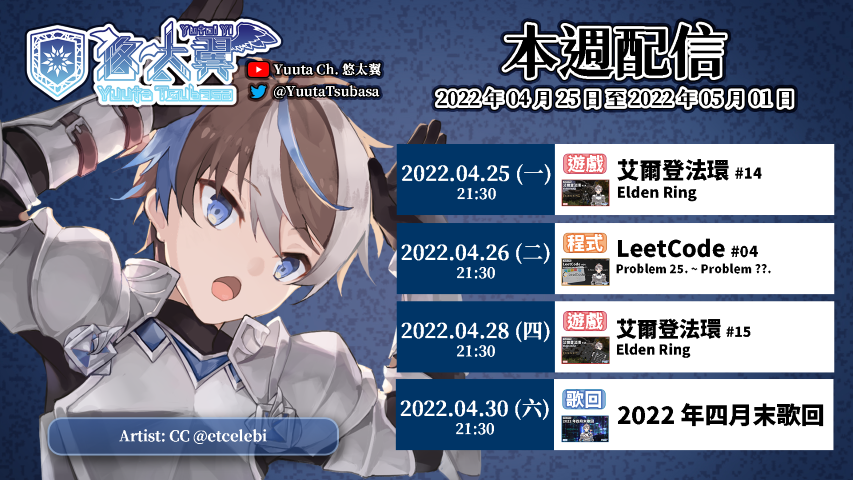 Yuutai Yi
悠太翼
Yuuta Tsubasa
Yuuta Ch. 悠太翼
@YuutaTsubasa
本週配信
2022年04月25日至2022年05月01日
2022.04.25 (一)
21:30
遊戲
艾爾登法環 #14
Elden Ring
2022.04.26 (二)
21:30
程式
LeetCode #04
Problem 25. ~ Problem ??.
2022.04.28 (四)
21:30
遊戲
艾爾登法環 #15
Elden Ring
2022.04.30 (六)
21:30
歌回
2022 年四月末歌回
Artist: CC @etcelebi